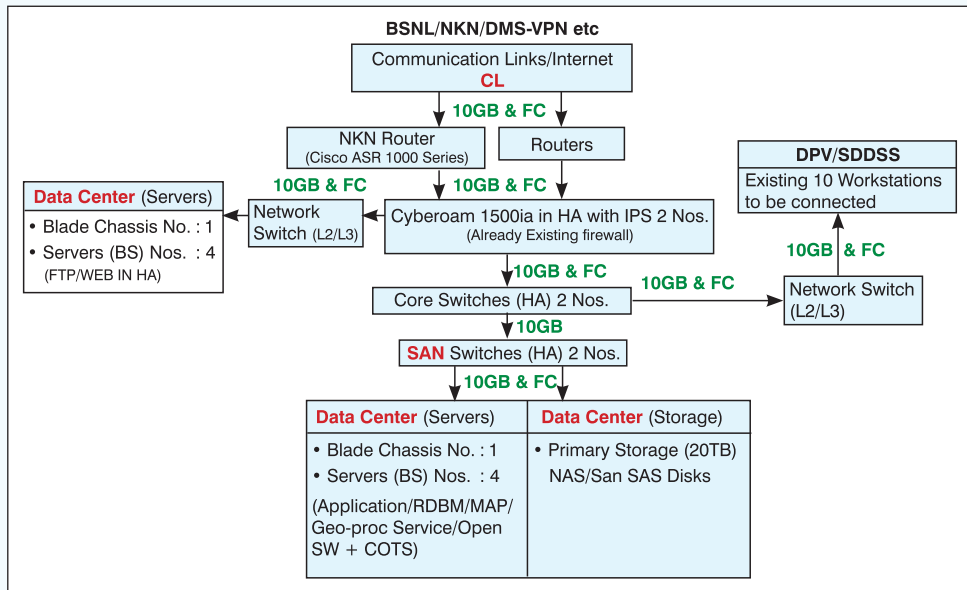 BSNL/NKN/DMS-VPN etc
Communication Links/Internet
CL
10GB & FC
NKN Router
(Cisco ASR 1000 Series)
Routers
10GB & FC
10GB & FC
Data Center (Servers)
• Blade Chassis No. : 1
• Servers (BS) Nos. : 4
(FTP/WEB IN HA)
Network
Switch (L2/L3)
Cyberoam 1500ia in HA with IPS 2 Nos.
(Already Existing firewall)
DPV/SDDSS
Existing 10 Workstations
to be connected
10GB & FC
10GB & FC
Core Switches (HA) 2 Nos.
10GB & FC
Network Switch
(L2/L3)
10GB
SAN Switches (HA) 2 Nos.
10GB & FC
Data Center (Servers)
• Blade Chassis No. : 1
• Servers (BS) Nos. : 4
(Application/RDBM/MAP/
Geo-proc Service/Open
SW + COTS)
Data Center (Storage)
• Primary Storage (20TB)
NAS/San SAS Disks